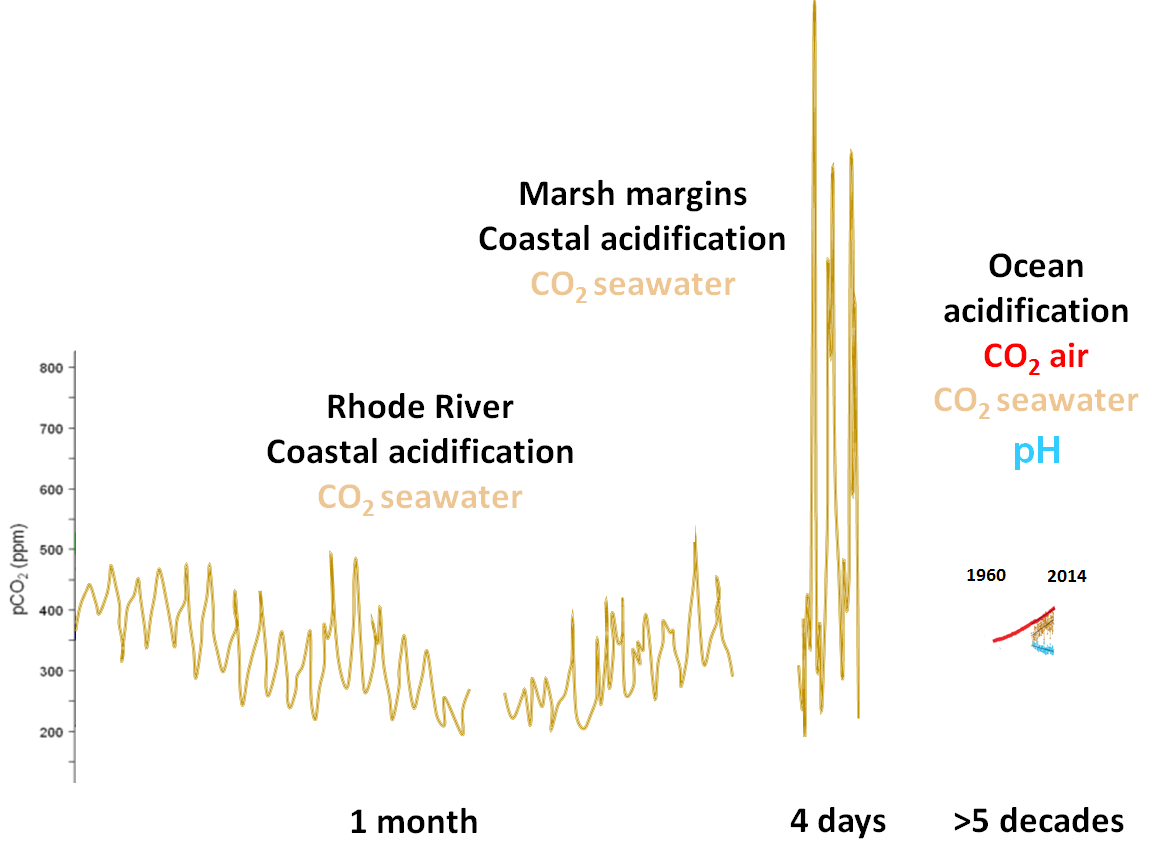 Marsh margins
Coastal acidification
CO₂ seawater
Ocean
acidification
CO₂ air
CO₂ seawater
pH
Rhode River
Coastal acidification
CO₂ seawater
pCO₂ (ppm)
800
700
600
500
400
300
200
1960 2014
1 month
4 days
>5 decades